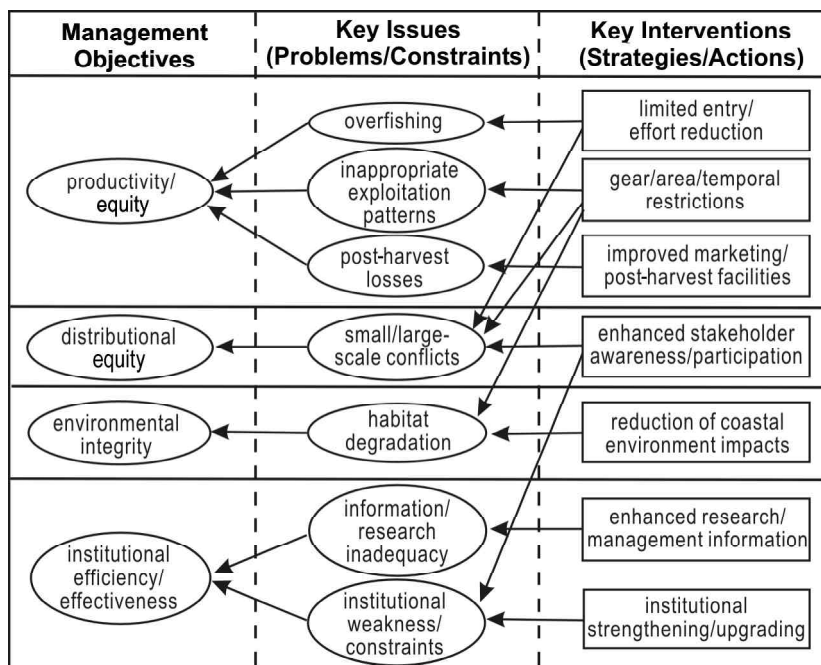 Management
Objectives
Key Issues
(Problems/Constraints)
Key Interventions
(Strategies/Actions)
productivity/
equity
overfishing
limited entry/
effort reduction
inappropriate
exploitation
patterns
gear/area/temporal
restrictions
post-harvest
losses
improved marketing/
post-harvest facilities
distributional
equity
small/large-
scale conflicts
enhanced stakeholder
awareness/participation
environmental
integrity
habitat
degradation
reduction of coastal
environment impacts
institutional
efficiency/
effectiveness
information/
research
inadequacy
enhanced research/
management information
institutional
weakness/
constraints
institutional
strengthening/upgrading